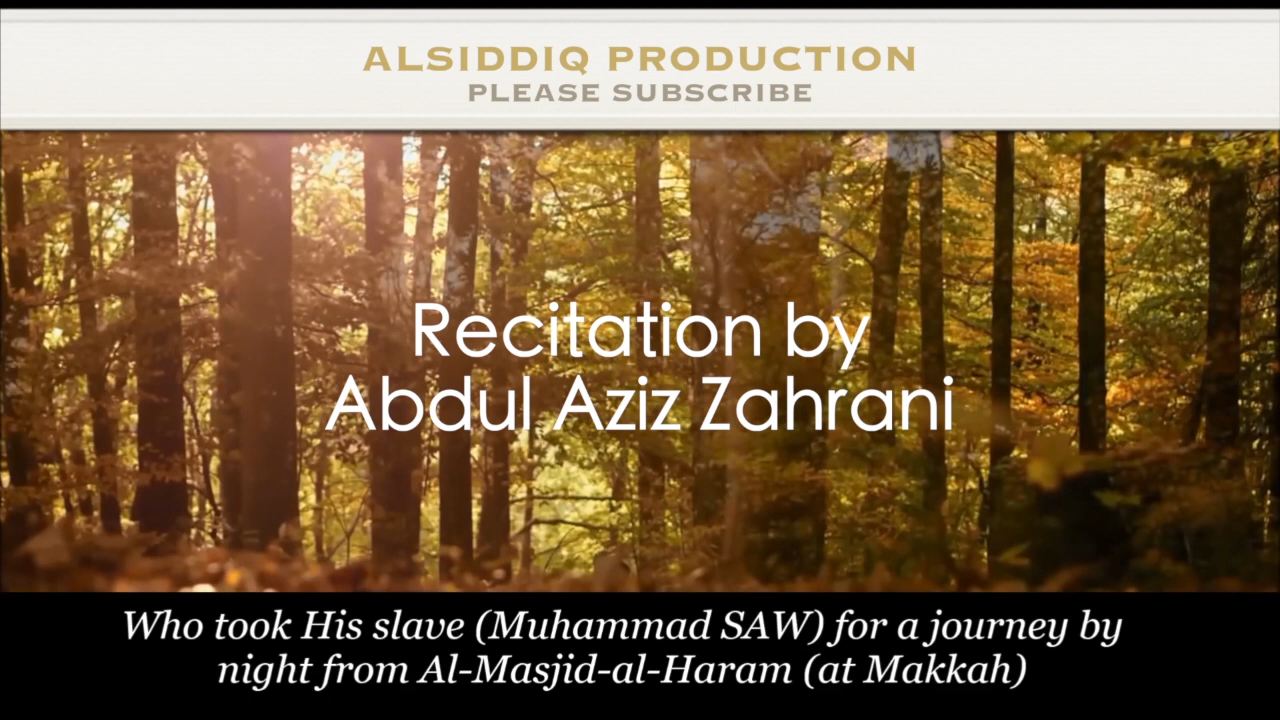 ALSIDDIQ PRODUCTION
PLEASE SUBSCRIBE
Recitation by
Abdul Aziz Zahrani
Who took His slave (Muhammad SAW) for a journey by
night from Al-Masjid-al-Haram (at Makkah)